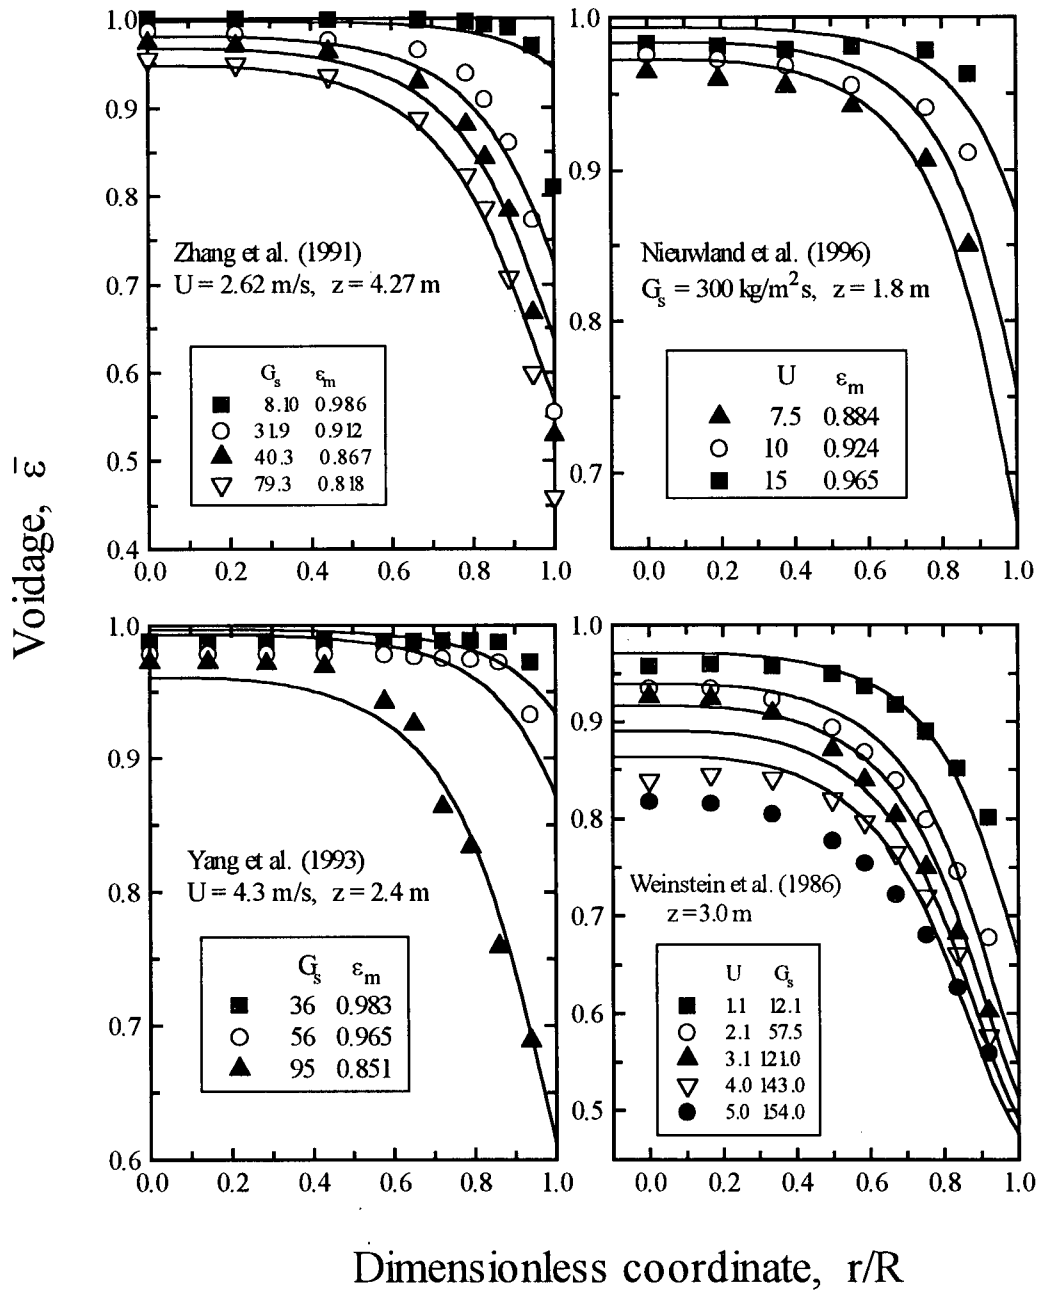 Voidage, ε̄
1.0
0.9
0.8
0.7
0.6
0.5
0.4
0.0 0.2 0.4 0.6 0.8 1.0
Zhang et al. (1991)
U = 2.62 m/s, z = 4.27 m
Gs εm
8.10 0.986
31.9 0.912
40.3 0.867
79.3 0.818
1.0
0.9
0.8
0.7
0.0 0.2 0.4 0.6 0.8 1.0
Nieuwland et al. (1996)
Gs = 300 kg/m²s, z = 1.8 m
U εm
7.5 0.884
10 0.924
15 0.965
1.0
0.9
0.8
0.7
0.6
0.0 0.2 0.4 0.6 0.8 1.0
Yang et al. (1993)
U = 4.3 m/s, z = 2.4 m
Gs εm
36 0.983
56 0.965
95 0.851
1.0
0.9
0.8
0.7
0.6
0.5
0.0 0.2 0.4 0.6 0.8 1.0
Weinstein et al. (1986)
z = 3.0 m
U Gs
1.1 12.1
2.1 57.5
3.1 121.0
4.0 143.0
5.0 154.0
Dimensionless coordinate, r/R